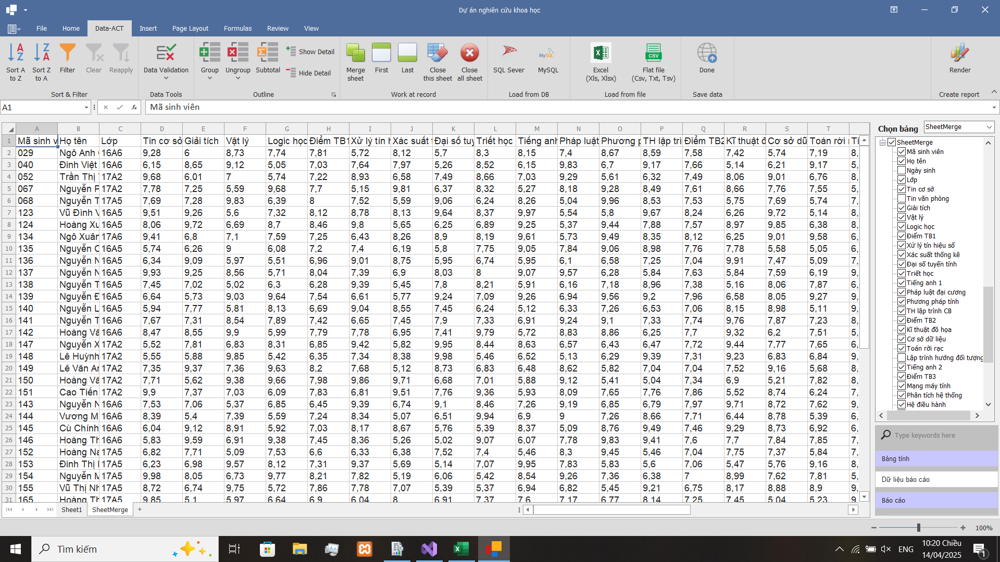 Dự án nghiên cứu khoa học
File Home Data-ACT Insert Page Layout Formulas Review View
Sort A to Z Sort Z to A Filter Clear Reapply Data Validation Group Ungroup Subtotal Show Detail Hide Detail Merge sheet First Last Close this sheet Close all sheet SQL Sever MySQL Excel (Xls, Xlsx) Flat file (Csv, Txt, Tsv) Done Render
Sort & Filter Data Tools Outline Work at record Load from DB Load from file Save data Create report
A1 Mã sinh viên
A B C D E F G H I J K L M N O P Q R S T
1 Mã sinh v Họ tên Lớp Tin cơ sở Giải tích Vật lý Logic học Điểm TB1 Xử lý tín h Xác suất t Đại số tuy Triết học Tiếng anh Pháp luật Phương p TH lập trì Điểm TB2 Kĩ thuật đ Cơ sở dữ Toán rời r Ti
2 029 Ngô Anh 16A6 9,28 6 8,73 7,74 7,81 5,72 8,12 5,7 8,3 8,15 7,4 8,67 8,59 7,58 7,42 5,74 7,19 8,
3 040 Đinh Việt 16A6 6,15 8,65 9,12 5,05 7,03 7,64 7,97 5,26 8,52 6,15 9,83 6,7 9,17 7,66 5,14 6,21 9,17 5,
4 052 Trần Thị 17A2 9,68 6,01 7 5,74 7,22 8,93 6,58 7,49 8,66 7,03 9,29 5,61 6,32 7,49 8,06 9,01 6,76 8,
5 067 Nguyễn F 17A2 7,78 7,25 5,59 9,68 7,7 5,15 9,81 6,37 8,32 5,27 8,18 9,28 8,49 7,61 8,66 7,76 7,55 5,
6 068 Nguyễn T 17A5 7,69 7,28 9,83 6,39 8 7,52 5,59 9,06 6,24 8,26 5,04 9,96 8,53 7,53 5,75 7,69 5,74 7,
7 123 Vũ Đình V 16A5 9,51 9,26 5,6 7,32 8,12 8,78 8,13 9,64 8,37 9,97 5,54 5,8 9,67 8,24 6,26 9,72 5,14 8,
8 124 Hoàng Xu 16A5 8,06 9,72 6,69 8,7 8,46 9,8 5,65 6,25 6,89 9,25 5,37 9,44 7,88 7,57 8,97 9,85 6,38 8,
9 134 Ngô Xuân 17A6 9,41 6,8 7,1 7,59 7,25 6,43 8,26 8,9 8,19 9,61 5,73 9,49 8,35 8,12 6,25 9,01 9,58 6,
10 135 Nguyễn C 16A5 5,74 6,26 9 6,08 7,2 7,4 6,19 5,8 7,75 9,05 7,84 9,06 8,98 7,76 7,78 5,58 5,05 6,
11 136 Nguyễn N 16A5 6,34 9,09 5,97 5,51 6,96 9,01 8,75 5,95 6,74 5,95 6,1 6,58 7,25 7,04 9,91 7,47 5,09 7,
12 137 Nguyễn N 16A5 9,93 9,25 8,56 5,71 8,04 7,39 6,9 8,03 8 9,07 9,57 6,28 5,84 7,63 5,84 7,59 6,19 9,
13 138 Nguyễn T 16A5 7,45 7,02 5,02 6,3 6,28 9,39 5,45 7,8 8,21 5,91 6,16 7,18 8,96 7,38 5,16 8,06 7,87 6,
14 139 Nguyễn Đ 16A5 6,64 5,73 9,03 9,64 7,54 6,61 5,77 9,24 7,09 9,26 6,94 9,56 9,2 7,96 6,58 8,05 9,27 9,
15 140 Nguyễn L 16A5 5,94 7,77 5,81 8,13 6,69 9,04 8,55 7,45 6,24 5,12 6,33 7,26 6,53 7,06 8,15 8,98 5,11 9,
16 141 Nguyễn T 16A6 7,67 7,31 8,54 7,89 7,42 6,65 7,45 7,9 7,33 6,91 9,24 9,1 7,33 7,74 9,76 7,87 7,23 8,
17 142 Hoàng Vă 16A6 8,47 8,55 9,9 5,99 7,79 7,78 6,95 7,41 9,79 5,72 8,83 8,86 6,25 7,7 9,32 6,2 7,51 5,
18 147 Nguyễn X 17A2 5,52 7,81 6,83 8,31 6,85 9,42 5,82 9,95 8,44 8,63 6,57 6,43 6,47 7,72 9,44 7,77 7,65 6,
19 148 Lê Huỳnh 17A2 5,55 5,88 9,85 5,42 6,35 7,34 8,38 9,98 5,46 6,52 5,13 6,29 9,39 7,31 9,23 6,83 6,84 9,
20 149 Lê Văn Ar 17A2 7,35 9,37 7,36 9,63 8,2 7,68 5,12 8,73 6,83 6,48 8,62 5,82 7,04 7,04 7,52 9,16 5,68 8,
21 150 Hoàng Vă 17A2 7,71 5,62 9,38 9,66 7,98 9,86 9,71 6,68 7,01 5,88 9,12 5,41 5,04 7,34 6,9 5,21 7,82 8,
22 151 Cao Tiến 17A2 9,9 7,37 7,03 6,09 7,83 6,81 9,51 7,76 9,36 5,93 8,09 7,65 7,76 7,86 5,52 8,74 6,24 7,
23 143 Nguyễn N 16A6 7,53 7,06 5,37 6,85 6,45 9,39 6,74 9,1 8,46 7,26 9,19 6,85 6,79 7,97 9,71 8,72 7,62 9,
24 144 Vương M 16A6 8,39 5,4 7,39 5,59 7,24 8,34 5,07 6,51 9,94 6,9 9 7,26 8,66 7,71 6,44 8,78 5,39 6,
25 145 Cù Chính 16A6 6,04 9,12 8,91 5,92 7,03 8,17 8,67 5,76 5,39 8,37 5,09 8,76 9,49 7,46 9,29 8,73 6,92 6,
26 146 Hoàng Th 16A6 5,83 9,59 6,91 9,38 7,45 8,36 5,26 5,02 9,07 6,07 7,78 9,83 9,41 7,6 7,7 7,84 7,85 7,
27 152 Hoàng Na 17A5 6,82 7,71 5,09 7,53 6,6 6,33 6,38 7,52 7,4 5,46 8,3 9,45 5,46 7,04 7,75 7,37 5,84 7,
28 153 Đinh Thị 17A5 6,23 6,98 9,57 8,12 7,31 9,37 5,69 5,14 7,07 9,95 7,83 5,83 5,6 7,06 5,47 5,76 9,16 8,
29 154 Nguyễn M 17A5 9,98 8,05 6,73 9,77 8,21 7,82 5,19 6,06 5,42 8,54 9,26 7,36 6,38 7 8,99 7,62 7,81 5,
30 155 Vũ Thị Nh 17A5 8,72 6,74 9,75 5,72 7,86 7,78 7,07 5,39 5,37 6,94 6,82 5,45 9,21 6,75 8,17 8,88 8,9 9,
31 165 Hoàng Th 17A5 9,85 5,1 5,97 6,64 6,9 6,04 8 6,91 7,37 7,6 7,17 6,77 8,14 7,25 7,45 5,04 5,23 9,
Sheet1 SheetMerge +
Chọn bảng SheetMerge
SheetMerge
Mã sinh viên
Họ tên
Ngày sinh
Lớp
Tin cơ sở
Tin văn phòng
Giải tích
Vật lý
Logic học
Điểm TB1
Xử lý tín hiệu số
Xác suất thống kê
Đại số tuyến tính
Triết học
Tiếng anh 1
Pháp luật đại cương
Phương pháp tính
TH lập trình CB
Điểm TB2
Kĩ thuật đồ họa
Cơ sở dữ liệu
Toán rời rạc
Lập trình hướng đối tượng
Tiếng anh 2
Điểm TB3
Mạng máy tính
Phân tích hệ thống
Hệ điều hành
Type keywords here
Bảng tính
Dữ liệu báo cáo
Báo cáo
100%
Tìm kiếm
ENG
10:20 Chiều
14/04/2025
1